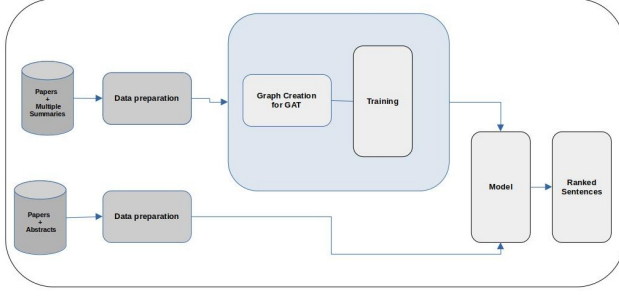 Papers
+
Multiple
Summaries
Data preparation
Graph Creation
for GAT
Training
Papers
+
Abstracts
Data preparation
Model
Ranked
Sentences